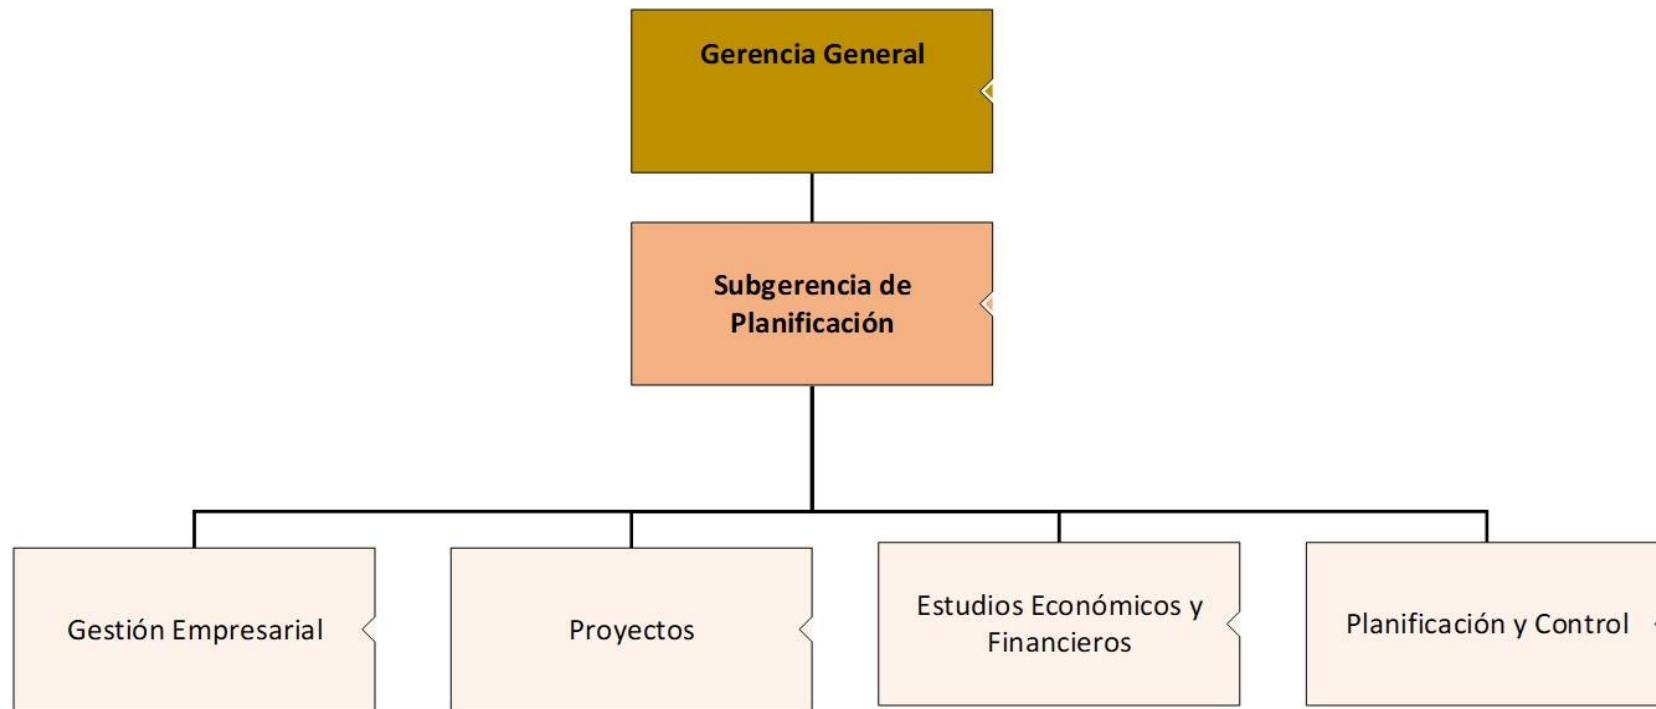 Gerencia General
Subgerencia de
Planificación
Gestión Empresarial
Proyectos
Estudios Económicos y
Financieros
Planificación y Control